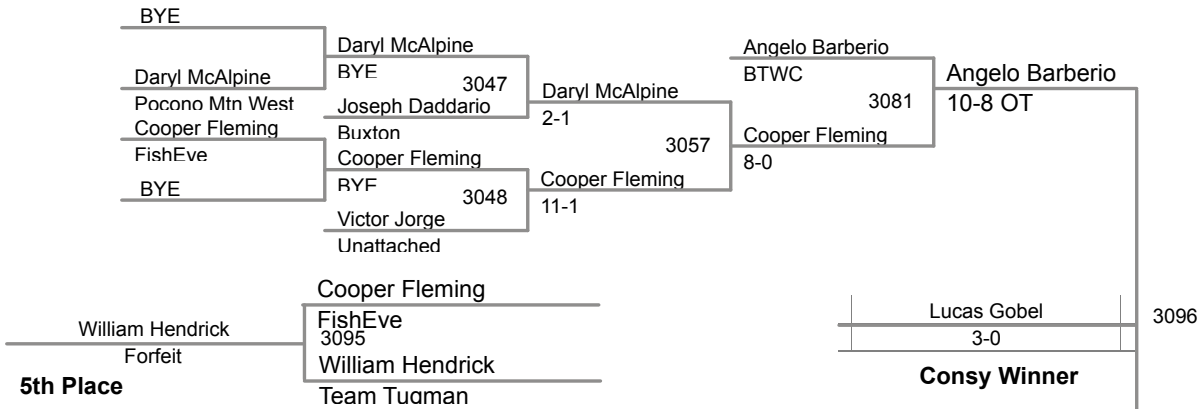 BYE
Daryl McAlpine
Pocono Mtn West
Cooper Fleming
FishEve
BYE
Daryl McAlpine
BYE
3047
Joseph Daddario
Buxton
Cooper Fleming
BYE
3048
Victor Jorge
Unattached
Daryl McAlpine
2-1
3057
Cooper Fleming
11-1
Angelo Barberio
BTWC
3081
Cooper Fleming
8-0
Angelo Barberio
10-8 OT
3096
Lucas Gobel
3-0
Consy Winner
Cooper Fleming
FishEve
3095
William Hendrick
Team Tugman
William Hendrick
Forfeit
5th Place